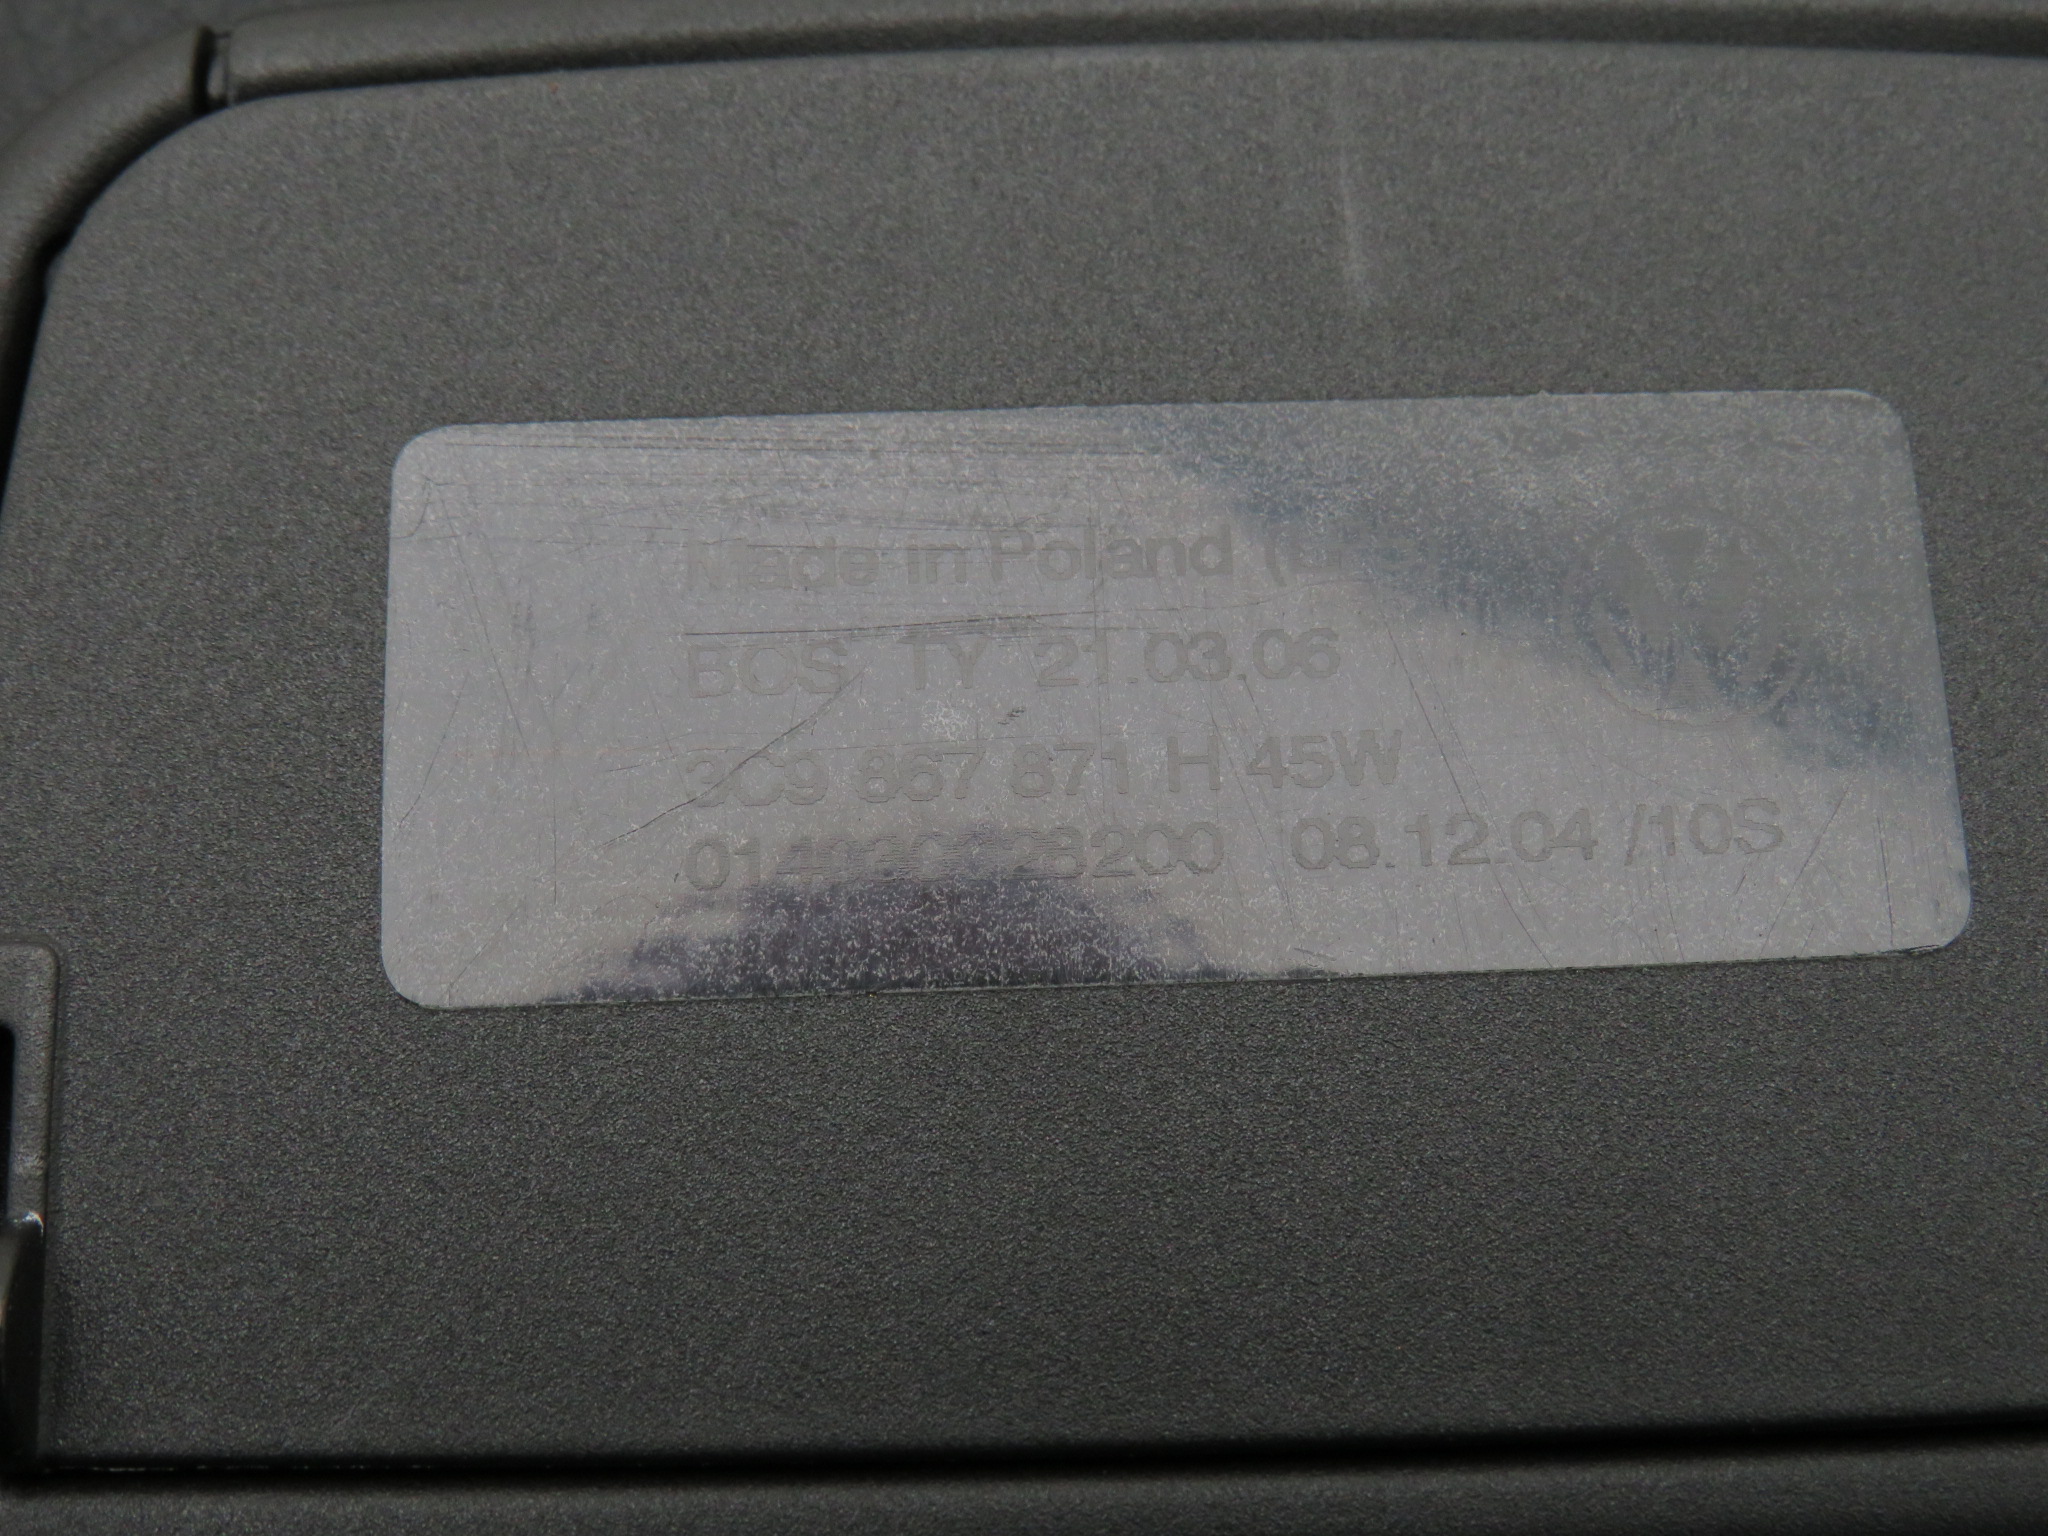 Made in Poland
BOS TY 21.03.06
3C9 867 871 H 45W
08.12.04 /10S